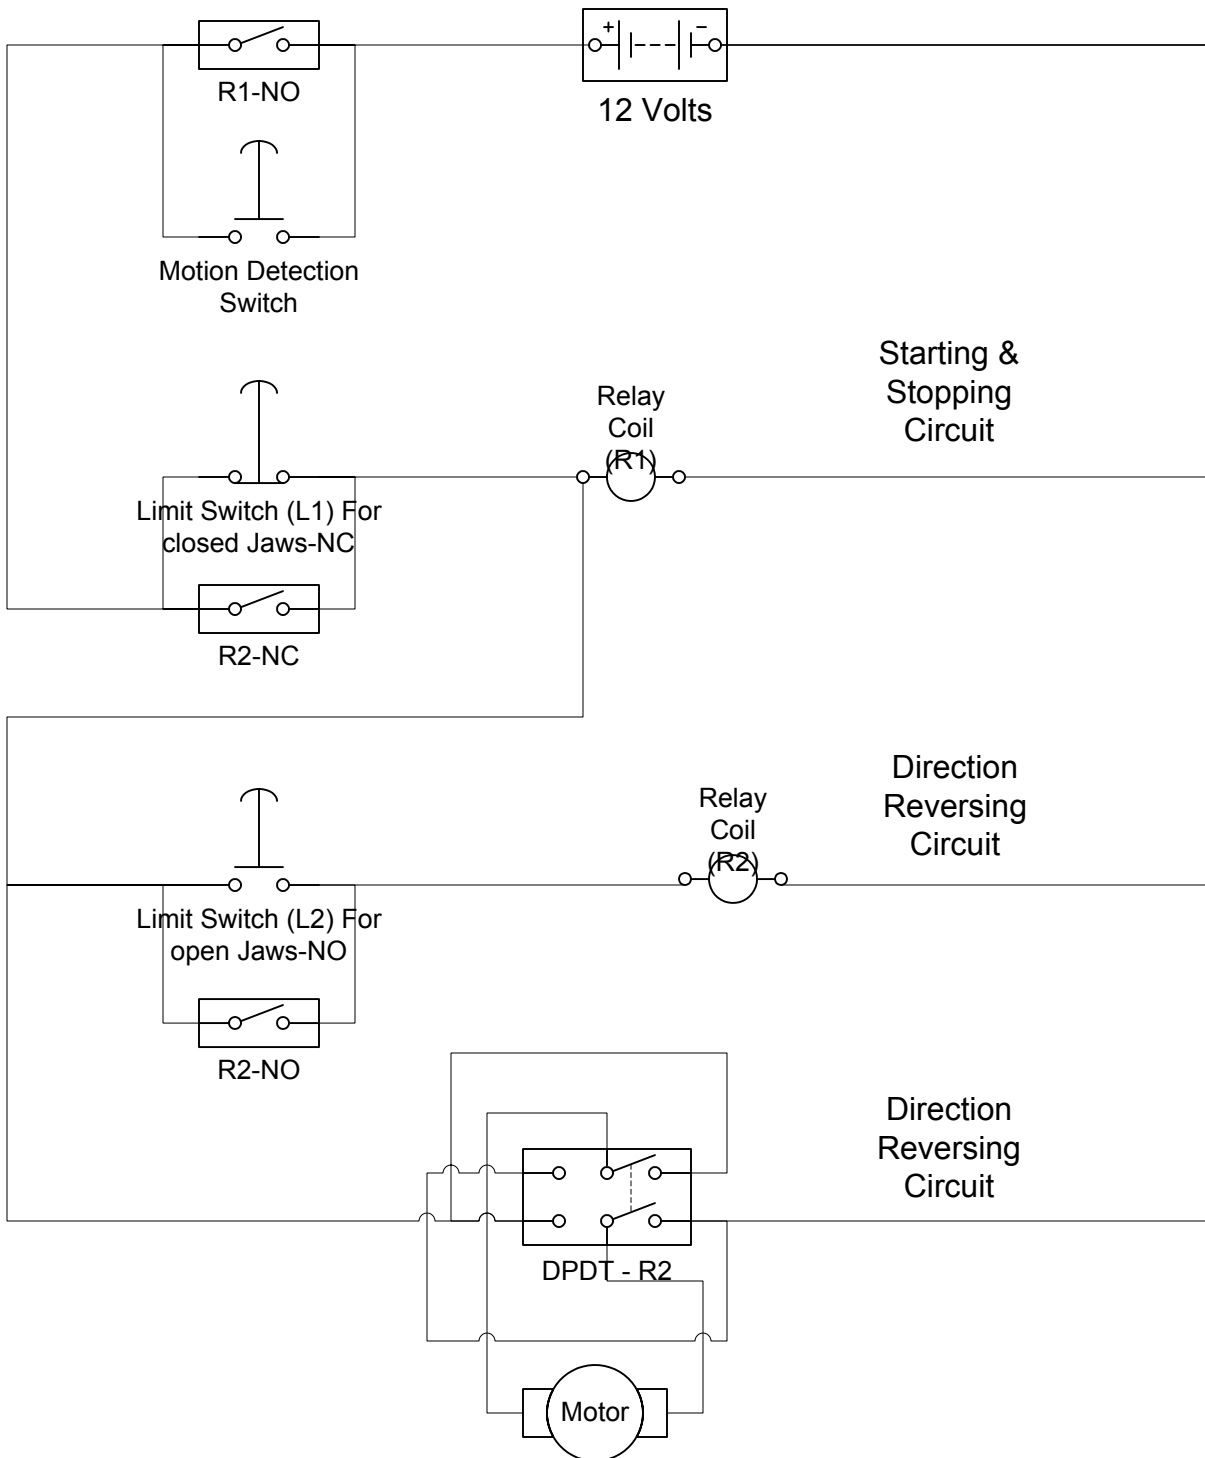 + −
R1-NO
12 Volts
Motion Detection
Switch
Starting &
Stopping
Circuit
Relay
Coil
(R1)
Limit Switch (L1) For
closed Jaws-NC
R2-NC
Direction
Reversing
Circuit
Relay
Coil
(R2)
Limit Switch (L2) For
open Jaws-NO
R2-NO
Direction
Reversing
Circuit
DPDT - R2
Motor